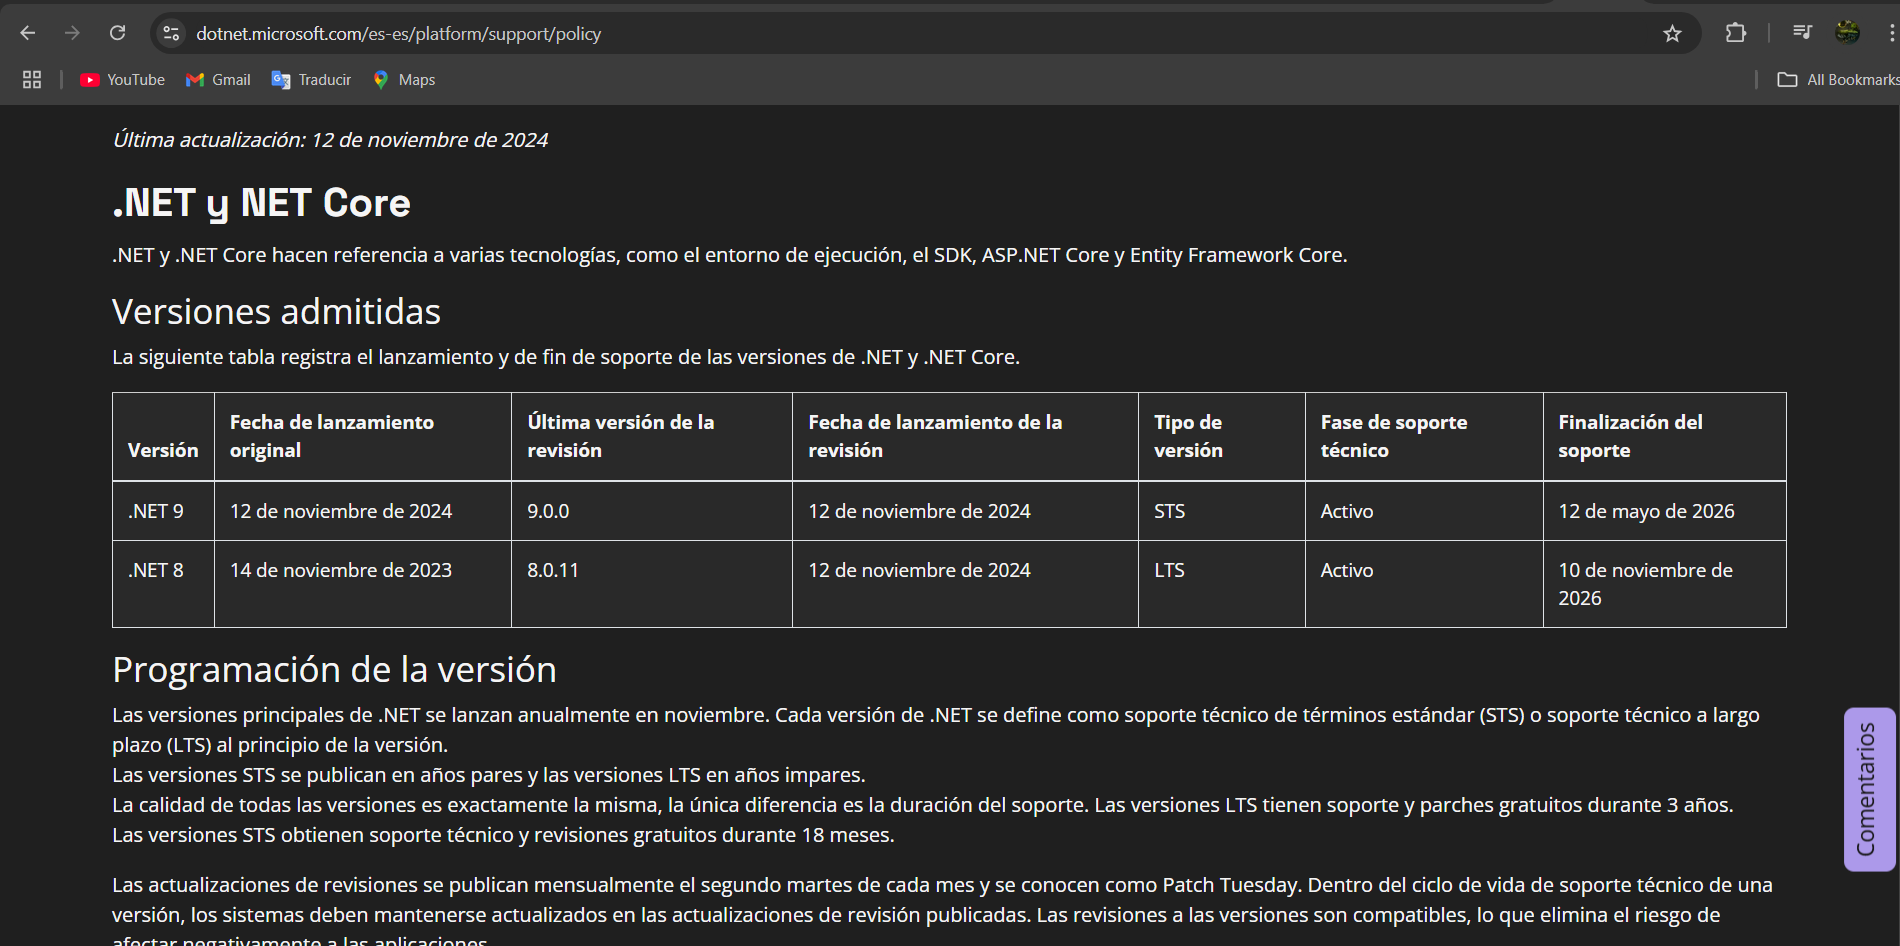 dotnet.microsoft.com/es-es/platform/support/policy
YouTube Gmail Traducir Maps All Bookmarks
Última actualización: 12 de noviembre de 2024
.NET y NET Core
.NET y .NET Core hacen referencia a varias tecnologías, como el entorno de ejecución, el SDK, ASP.NET Core y Entity Framework Core.
Versiones admitidas
La siguiente tabla registra el lanzamiento y de fin de soporte de las versiones de .NET y .NET Core.
Versión
Fecha de lanzamiento
original
Última versión de la
revisión
Fecha de lanzamiento de la
revisión
Tipo de
versión
Fase de soporte
técnico
Finalización del
soporte
.NET 9 12 de noviembre de 2024 9.0.0 12 de noviembre de 2024 STS Activo 12 de mayo de 2026
.NET 8 14 de noviembre de 2023 8.0.11 12 de noviembre de 2024 LTS Activo 10 de noviembre de
2026
Programación de la versión
Las versiones principales de .NET se lanzan anualmente en noviembre. Cada versión de .NET se define como soporte técnico de términos estándar (STS) o soporte técnico a largo
plazo (LTS) al principio de la versión.
Las versiones STS se publican en años pares y las versiones LTS en años impares.
La calidad de todas las versiones es exactamente la misma, la única diferencia es la duración del soporte. Las versiones LTS tienen soporte y parches gratuitos durante 3 años.
Las versiones STS obtienen soporte técnico y revisiones gratuitos durante 18 meses.
Las actualizaciones de revisiones se publican mensualmente el segundo martes de cada mes y se conocen como Patch Tuesday. Dentro del ciclo de vida de soporte técnico de una
versión, los sistemas deben mantenerse actualizados en las actualizaciones de revisión publicadas. Las revisiones a las versiones son compatibles, lo que elimina el riesgo de
afectar negativamente a las aplicaciones.
Comentarios